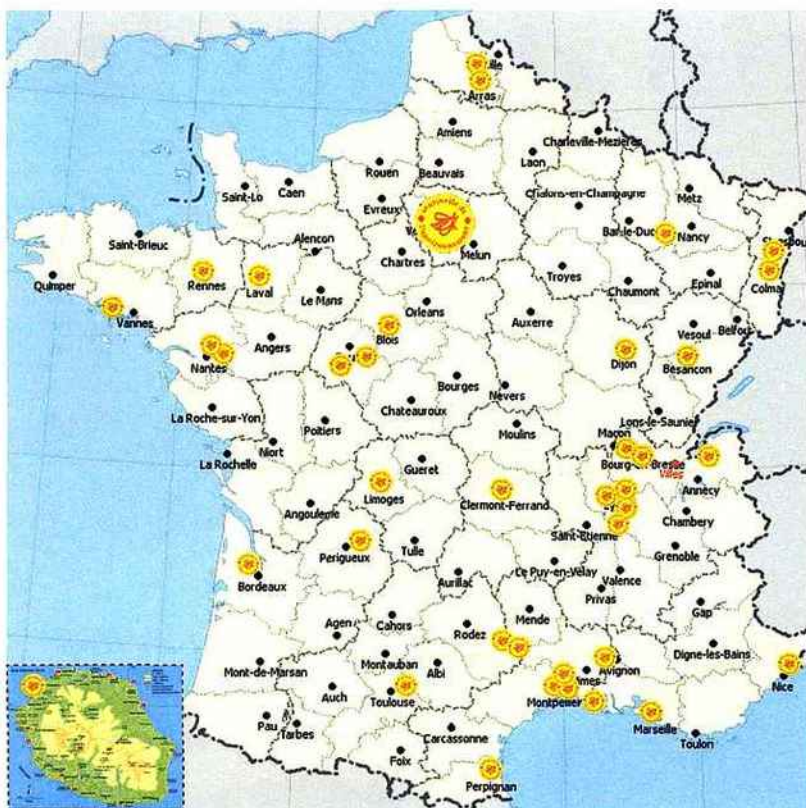 Arras
Amiens
Charleville-Mezieres
Rouen
Beauvais
Laon
Saint-Lo
Caen
Evreux
Chalons-en-Champagne
Metz
Saint-Brieuc
Alencon
Melun
Bar-le-Duc
Nancy
Quimper
Rennes
Laval
Chartres
Troyes
Chaumont
Epinal
Colmar
Vannes
Le Mans
Orleans
Auxerre
Vesoul
Belfort
Angers
Blois
Dijon
Besancon
Nantes
Bourges
Nevers
La Roche-sur-Yon
Poitiers
Chateauroux
Moulins
Lons-le-Saunier
Macon
Niort
La Rochelle
Gueret
Bourg-en-Bresse
Villes
Annecy
Limoges
Clermont-Ferrand
Angouleme
Chambery
Saint-Etienne
Perigueux
Tulle
Grenoble
Bordeaux
Aurillac
Le Puy-en-Velay
Valence
Privas
Agen
Cahors
Rodez
Mende
Gap
Mont-de-Marsan
Montauban
Albi
Avignon
Digne-les-Bains
Auch
Toulouse
Montpellier
Nice
Pau
Tarbes
Carcassonne
Marseille
Toulon
Foix
Perpignan